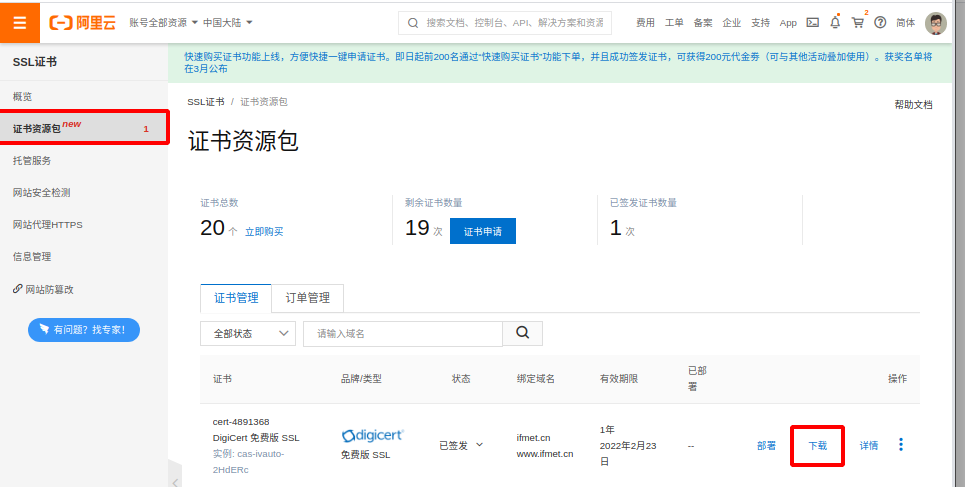 阿里云
账号全部资源
中国大陆
搜索文档、控制台、API、解决方案和资源
费用
工单
备案
企业
支持
App
2
简体
SSL证书
概览
证书资源包 new 1
托管服务
网站安全检测
网站代理HTTPS
信息管理
网站防篡改
有问题？找专家!
快速购买证书功能上线，方便快捷一键申请证书。即日起前200名通过“快速购买证书”功能下单，并且成功签发证书，可获得200元代金券（可与其他活动叠加使用）。获奖名单将
在3月公布
SSL证书 / 证书资源包
帮助文档
证书资源包
证书总数
20 个 立即购买
剩余证书数量
19 次 证书申请
已签发证书数量
1 次
证书管理
订单管理
全部状态
请输入域名
证书
品牌/类型
状态
绑定域名
有效期限
已部
署
操作
cert-4891368
DigiCert 免费版 SSL
实例: cas-ivauto-
2HdERc
digicert
免费版 SSL
已签发
ifmet.cn
www.ifmet.cn
1年
2022年2月23
日
--
部署
下载
详情